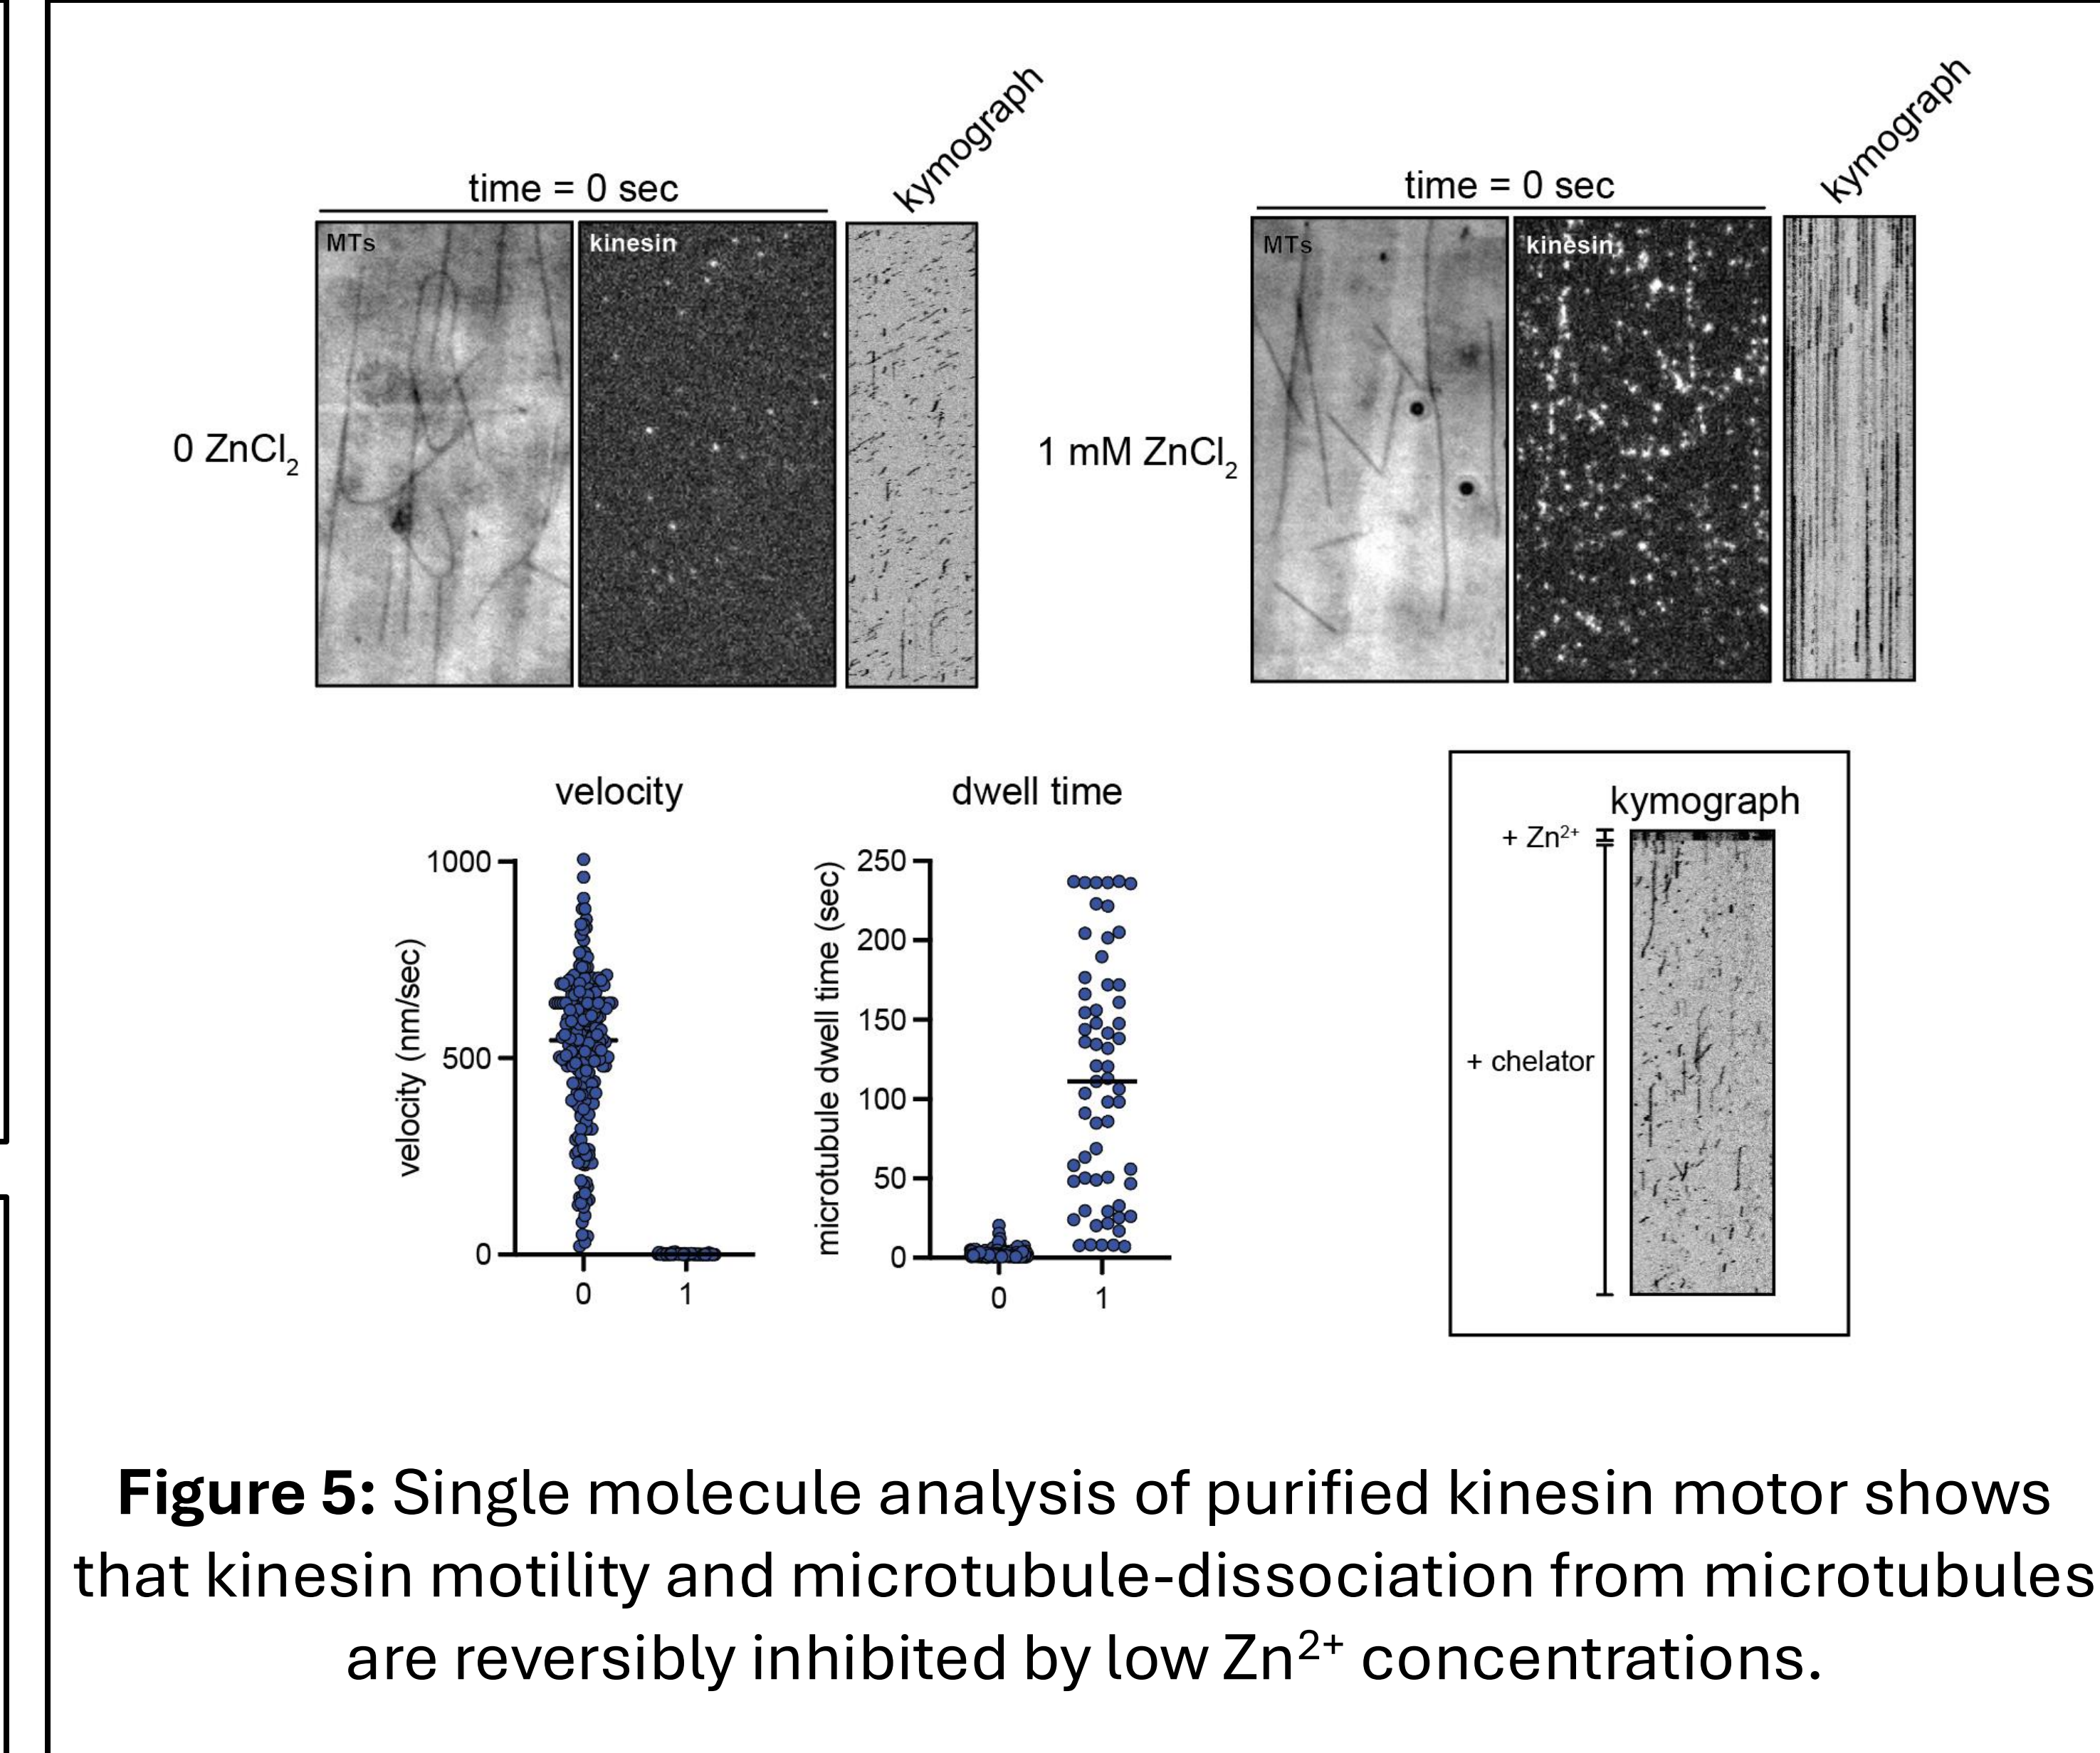 time = 0 sec
kymograph
MTs
kinesin
0 ZnCl₂
time = 0 sec
kymograph
MTs
kinesin
1 mM ZnCl₂
velocity
velocity (nm/sec)
1000
500
0
0
1
dwell time
microtubule dwell time (sec)
250
200
150
100
50
0
0
1
kymograph
+ Zn²⁺
+ chelator
Figure 5: Single molecule analysis of purified kinesin motor shows
that kinesin motility and microtubule-dissociation from microtubules
are reversibly inhibited by low Zn²⁺ concentrations.